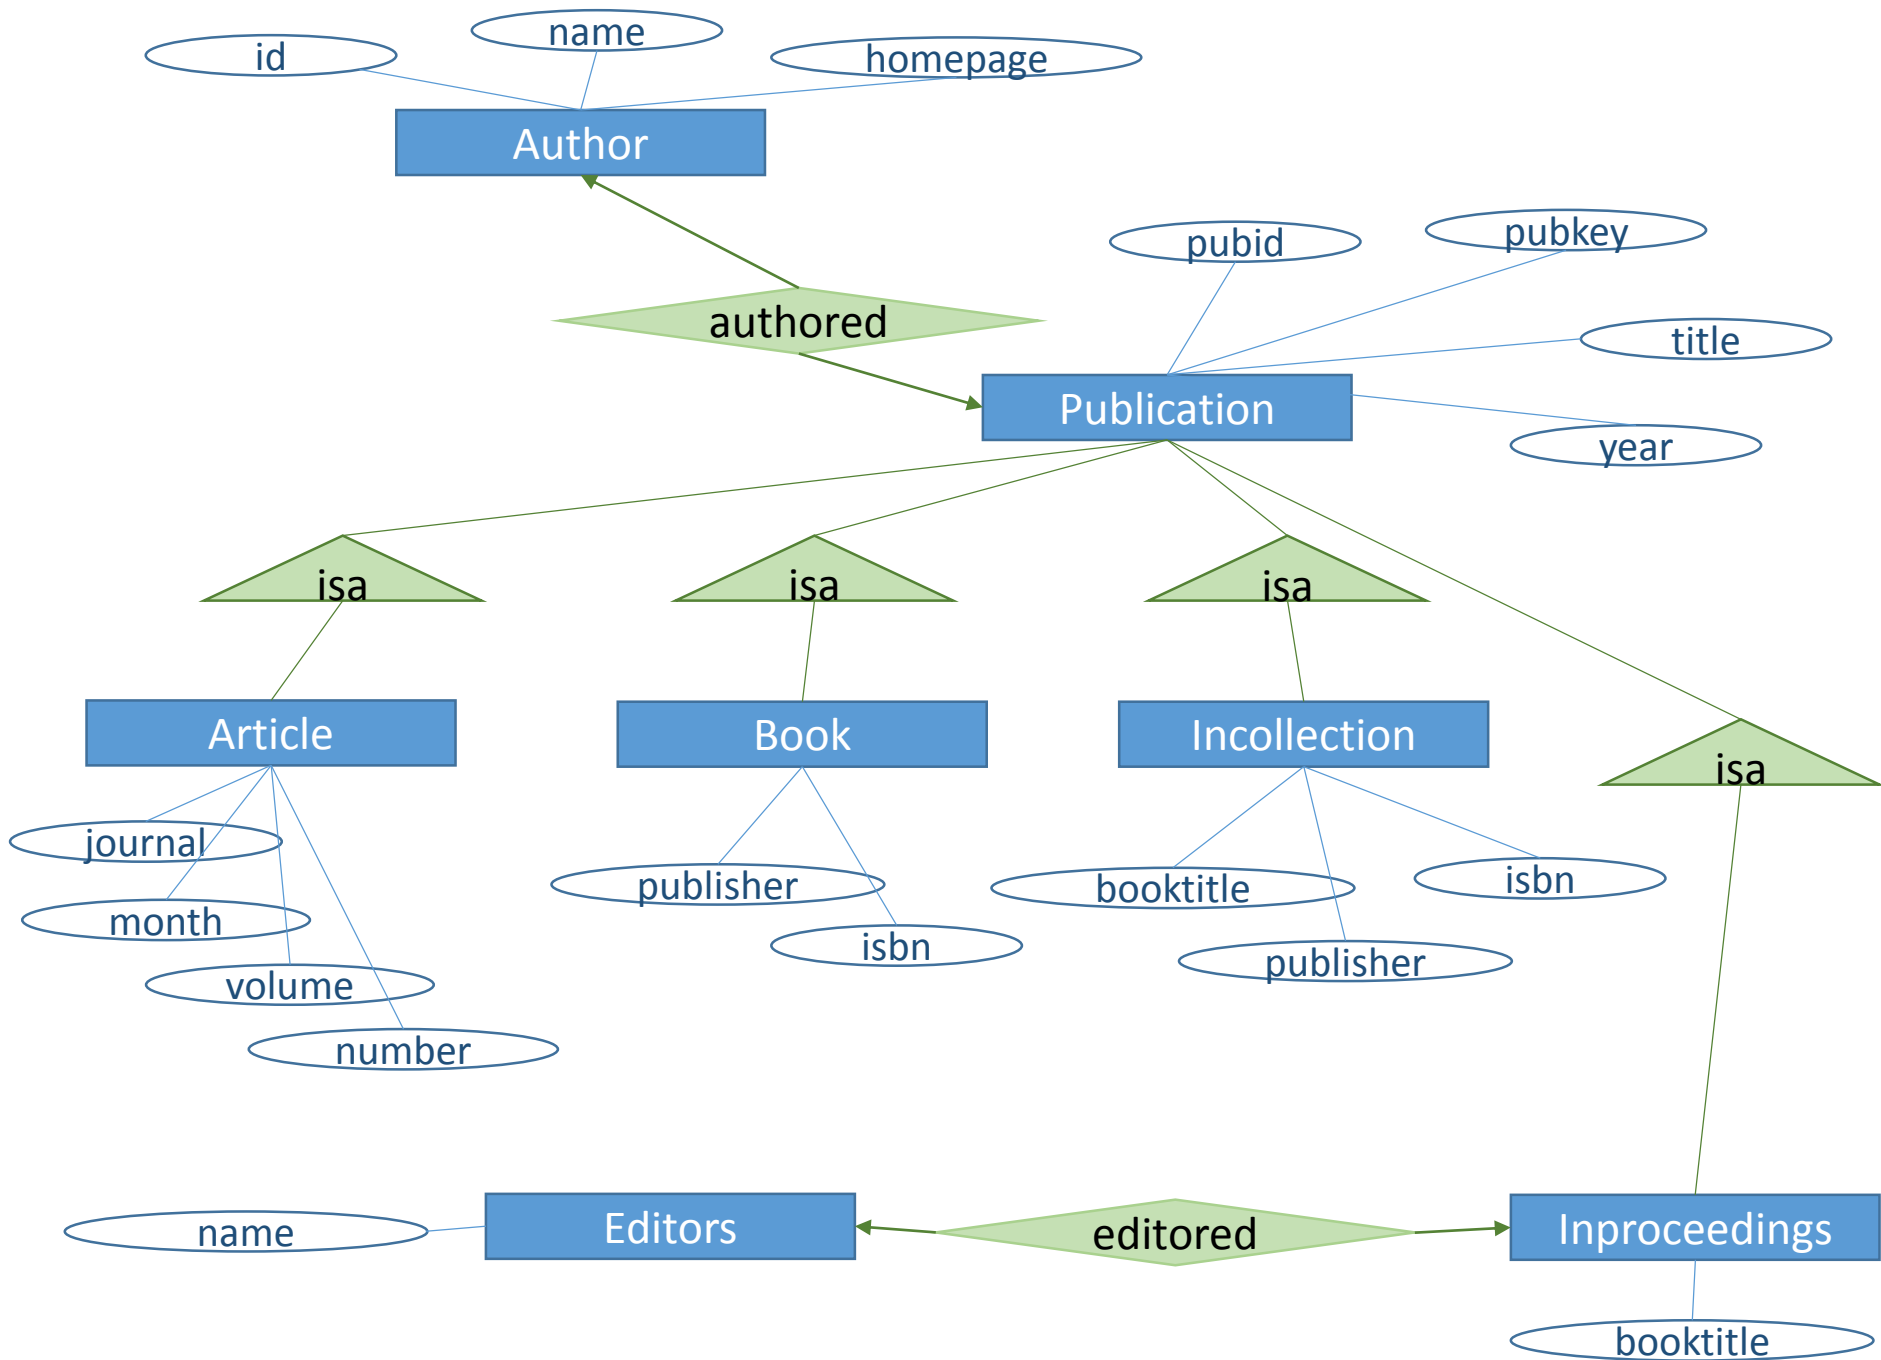 id
name
homepage
Author
authored
pubid
pubkey
title
Publication
year
isa
isa
isa
isa
Article
Book
Incollection
journal
month
volume
number
publisher
isbn
booktitle
isbn
publisher
name
Editors
editored
Inproceedings
booktitle